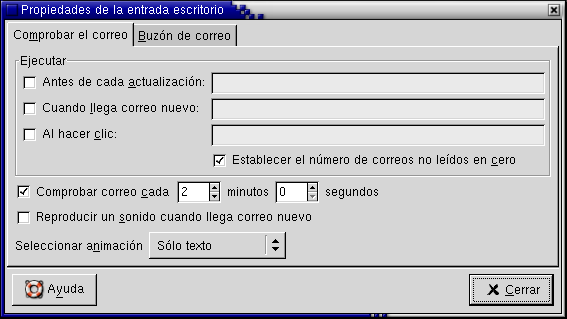 Propiedades de la entrada escritorio
Comprobar el correo Buzón de correo
Ejecutar
Antes de cada actualización:
Cuando llega correo nuevo:
Al hacer clic:
Establecer el número de correos no leídos en cero
Comprobar correo cada 2 minutos 0 segundos
Reproducir un sonido cuando llega correo nuevo
Seleccionar animación Sólo texto
Ayuda Cerrar